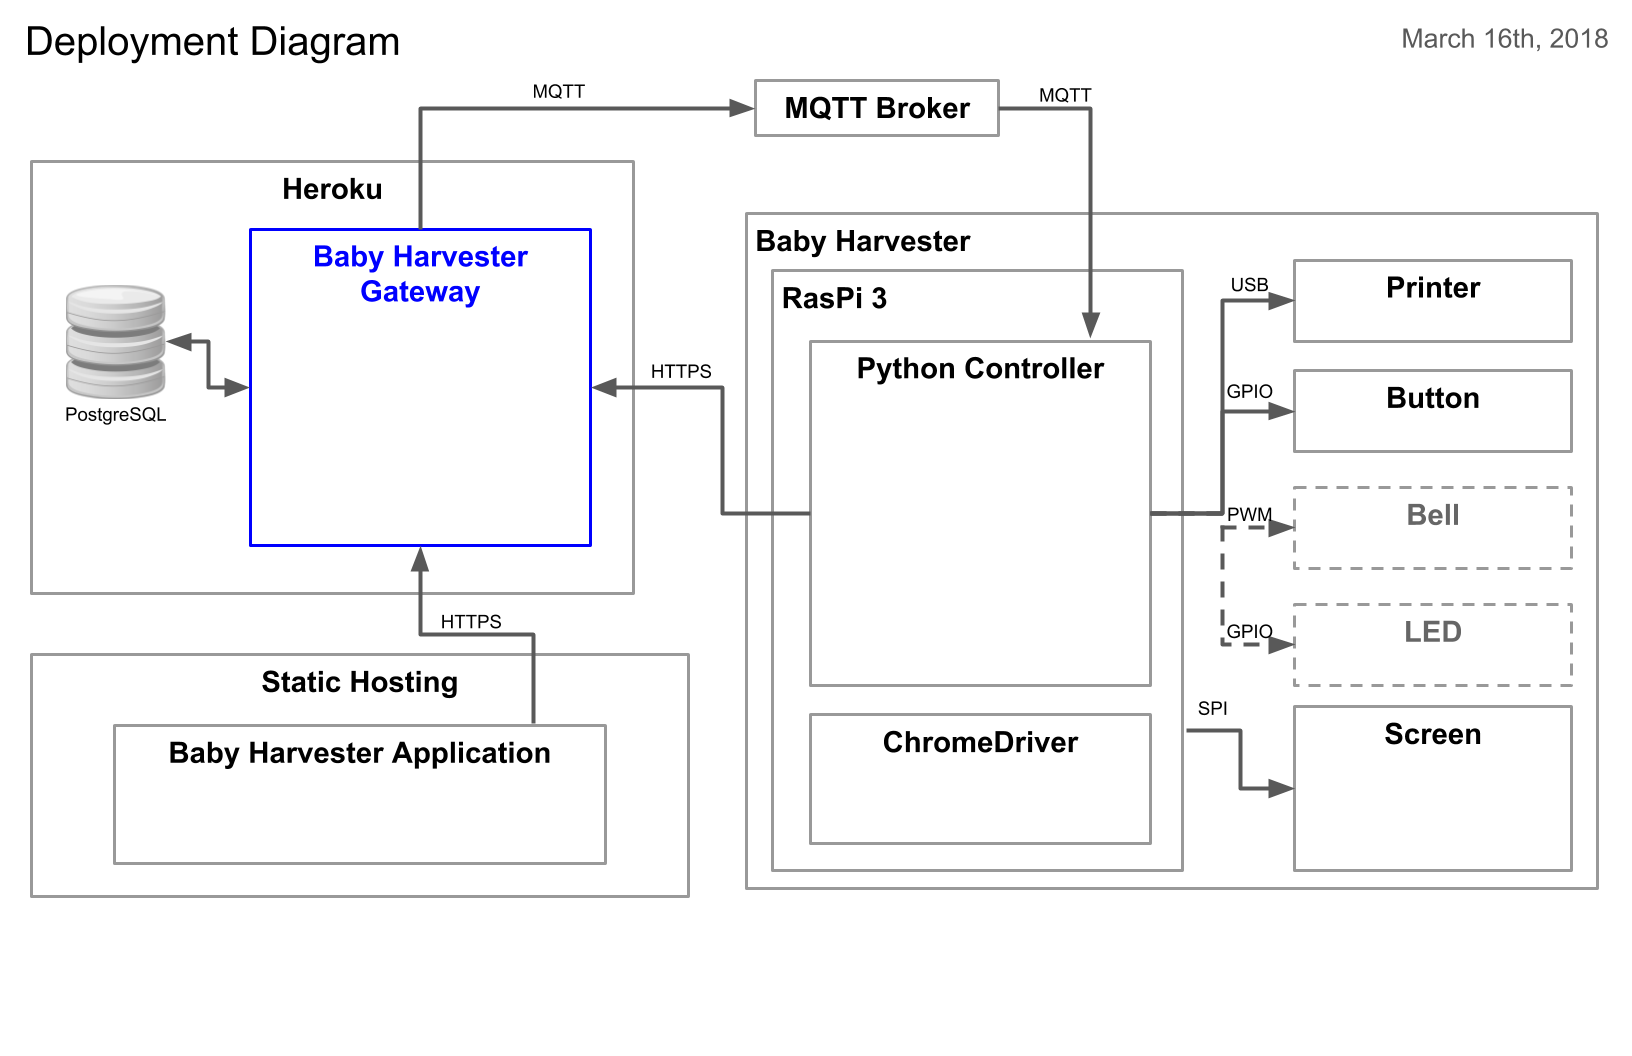 Deployment Diagram
March 16th, 2018
MQTT
MQTT Broker
MQTT
Heroku
Baby Harvester
Gateway
PostgreSQL
HTTPS
HTTPS
Static Hosting
Baby Harvester Application
Baby Harvester
RasPi 3
Python Controller
ChromeDriver
USB
Printer
GPIO
Button
PWM
Bell
GPIO
LED
SPI
Screen